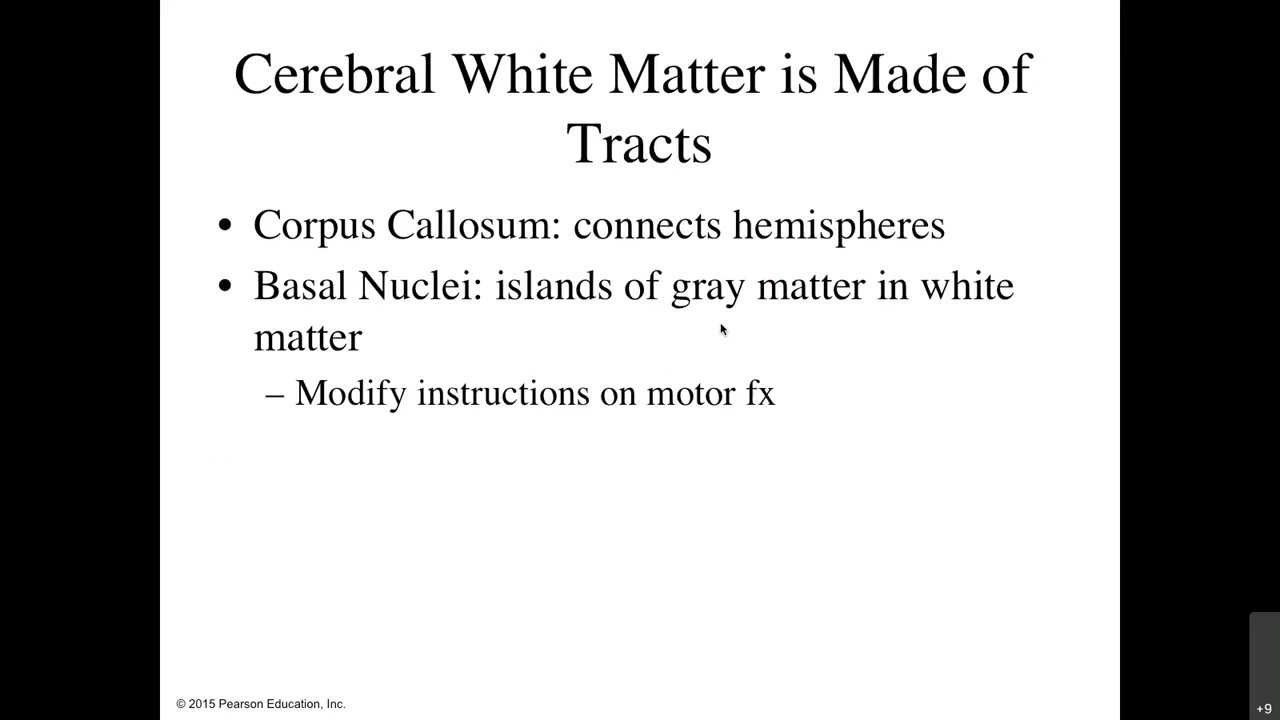 Cerebral White Matter is Made of
Tracts
• Corpus Callosum: connects hemispheres
• Basal Nuclei: islands of gray matter in white
matter
– Modify instructions on motor fx
© 2015 Pearson Education, Inc.
+9